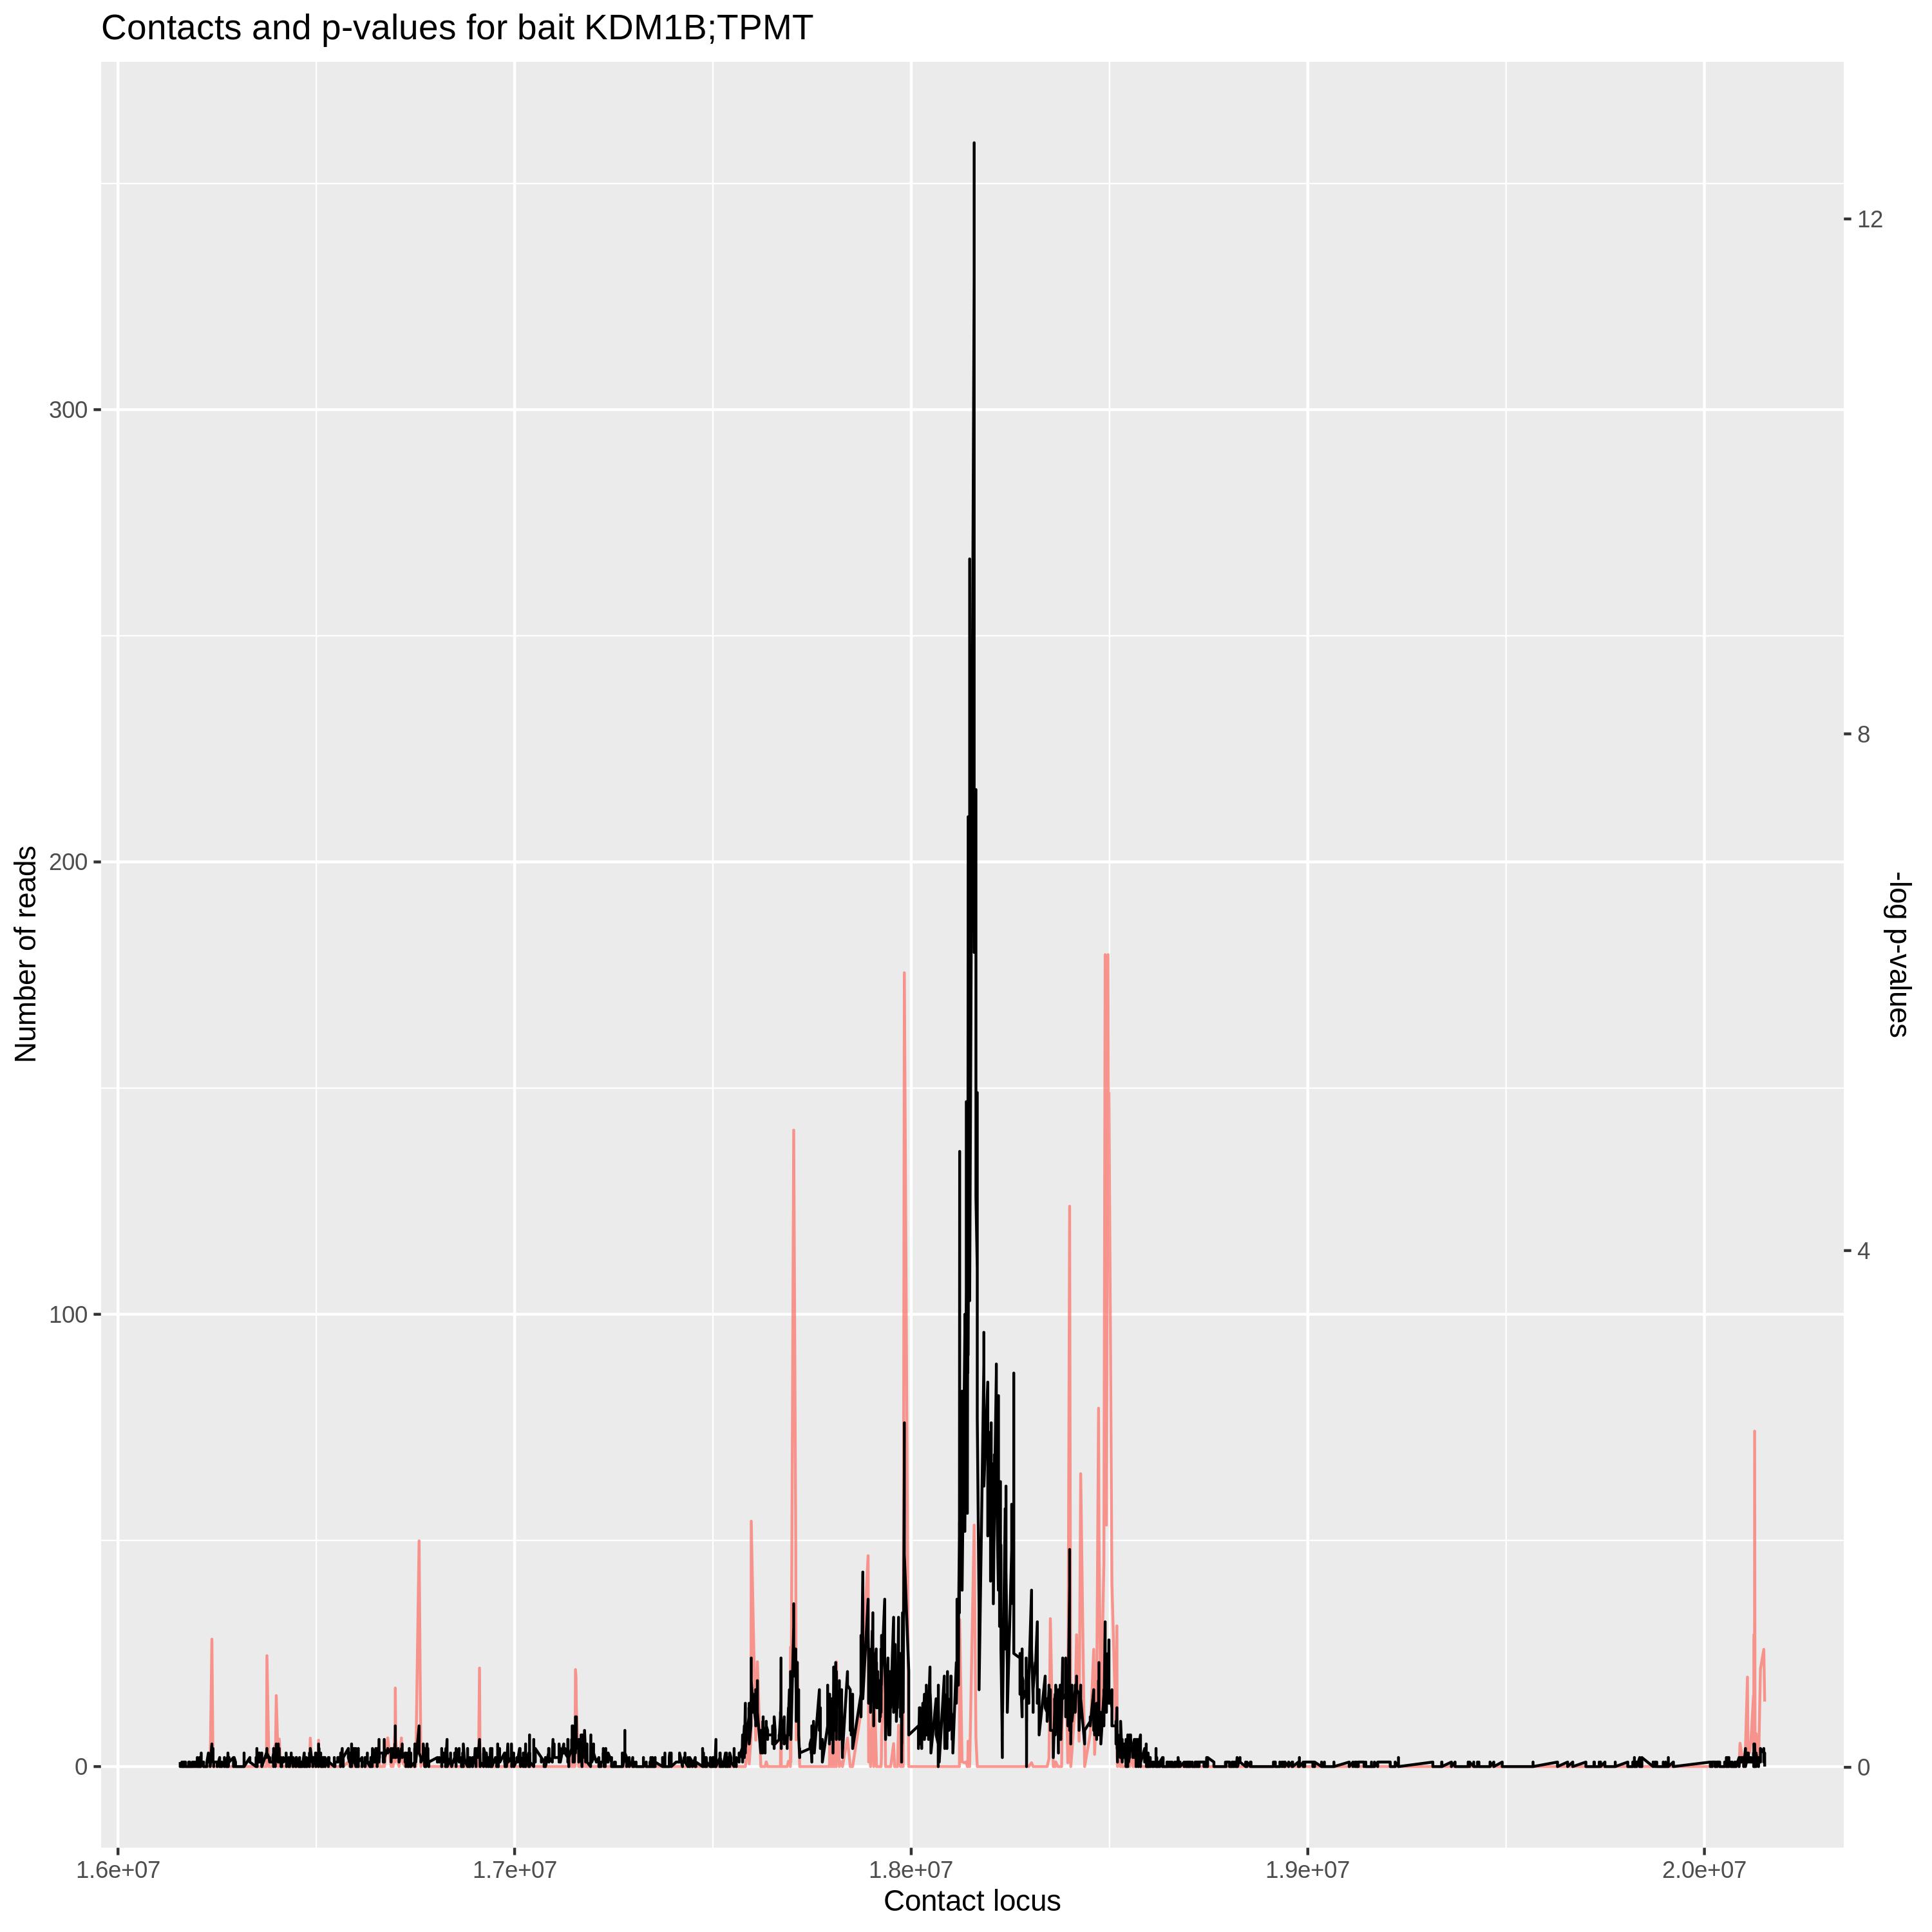 Contacts and p-values for bait KDM1B;TPMT
Number of reads
300
200
100
0
12
8
4
0
-log p-values
1.6e+07 1.7e+07 1.8e+07 1.9e+07 2.0e+07
Contact locus